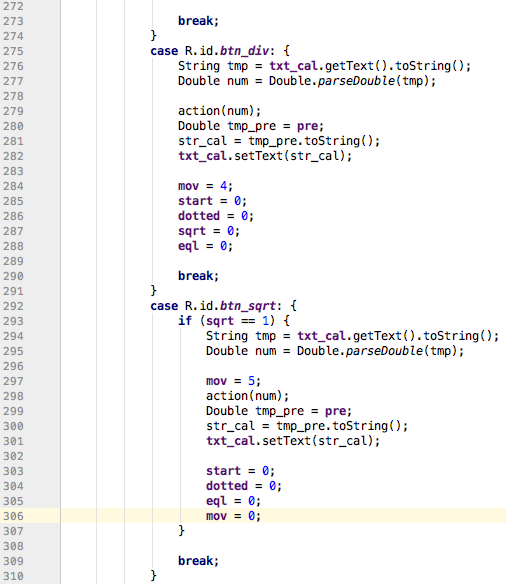 272
273 break;
274 }
275 case R.id.btn_div: {
276 String tmp = txt_cal.getText().toString();
277 Double num = Double.parseDouble(tmp);
278
279 action(num);
280 Double tmp_pre = pre;
281 str_cal = tmp_pre.toString();
282 txt_cal.setText(str_cal);
283
284 mov = 4;
285 start = 0;
286 dotted = 0;
287 sqrt = 0;
288 eql = 0;
289
290 break;
291 }
292 case R.id.btn_sqrt: {
293 if (sqrt == 1) {
294 String tmp = txt_cal.getText().toString();
295 Double num = Double.parseDouble(tmp);
296
297 mov = 5;
298 action(num);
299 Double tmp_pre = pre;
300 str_cal = tmp_pre.toString();
301 txt_cal.setText(str_cal);
302
303 start = 0;
304 dotted = 0;
305 eql = 0;
306 mov = 0;
307 }
308
309 break;
310 }